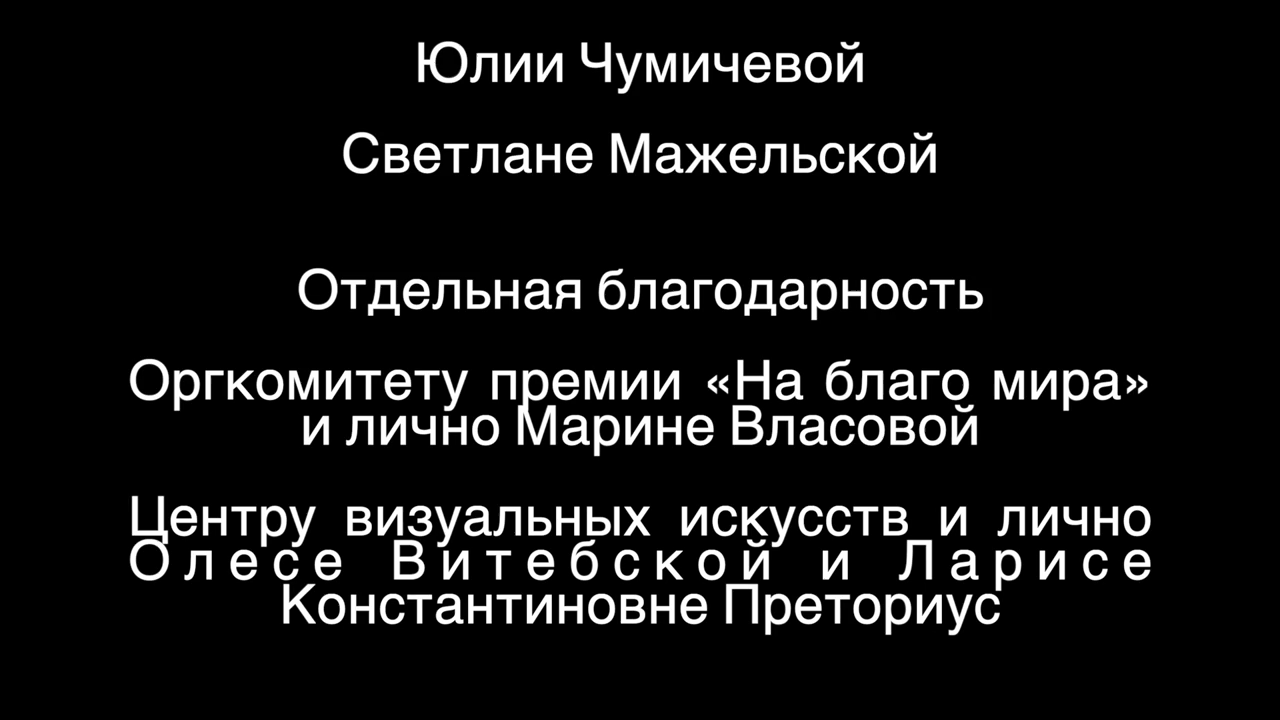 Юлии Чумичевой
Светлане Мажельской
Отдельная благодарность
Оргкомитету премии «На благо мира»
и лично Марине Власовой
Центру визуальных искусств и лично
Олесе Витебской и Ларисе
Константиновне Преториус